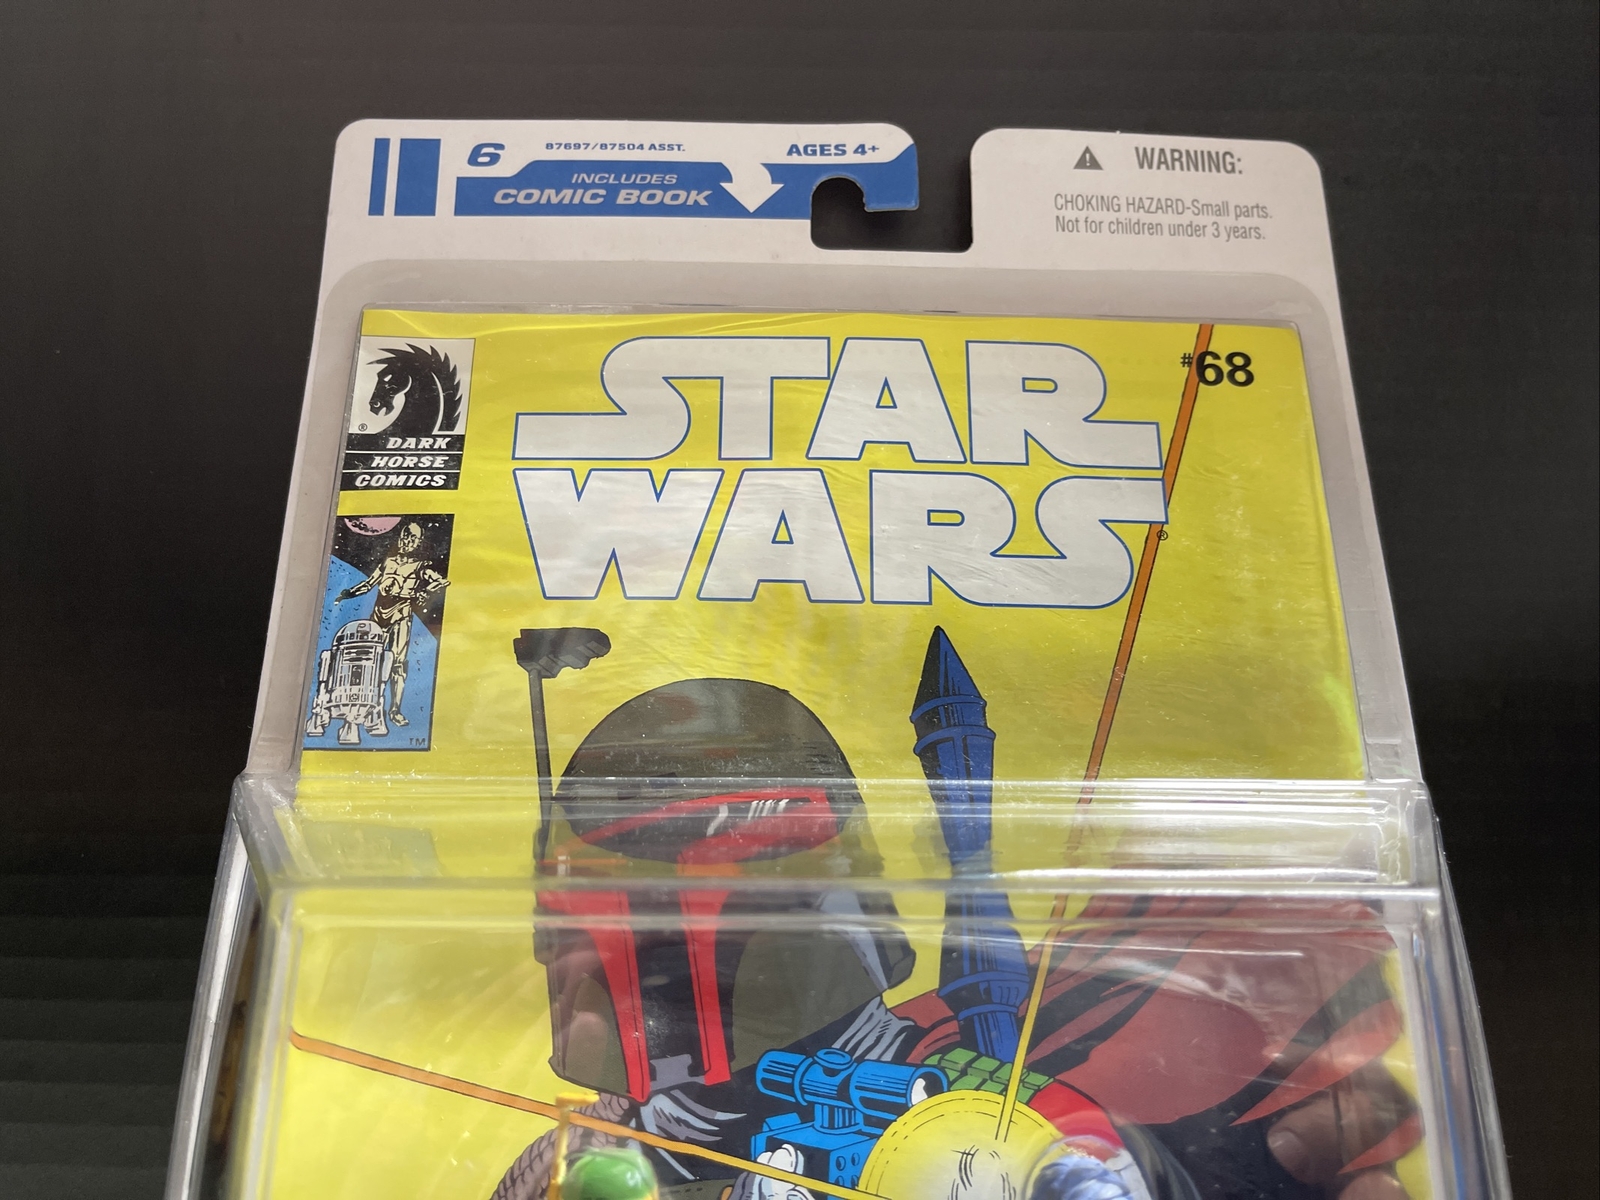 6
87697/87504 ASST.
AGES 4+
INCLUDES
COMIC BOOK
WARNING:
CHOKING HAZARD-Small parts.
Not for children under 3 years.
STAR
WARS®
#68
®
DARK
HORSE
COMICS
TM